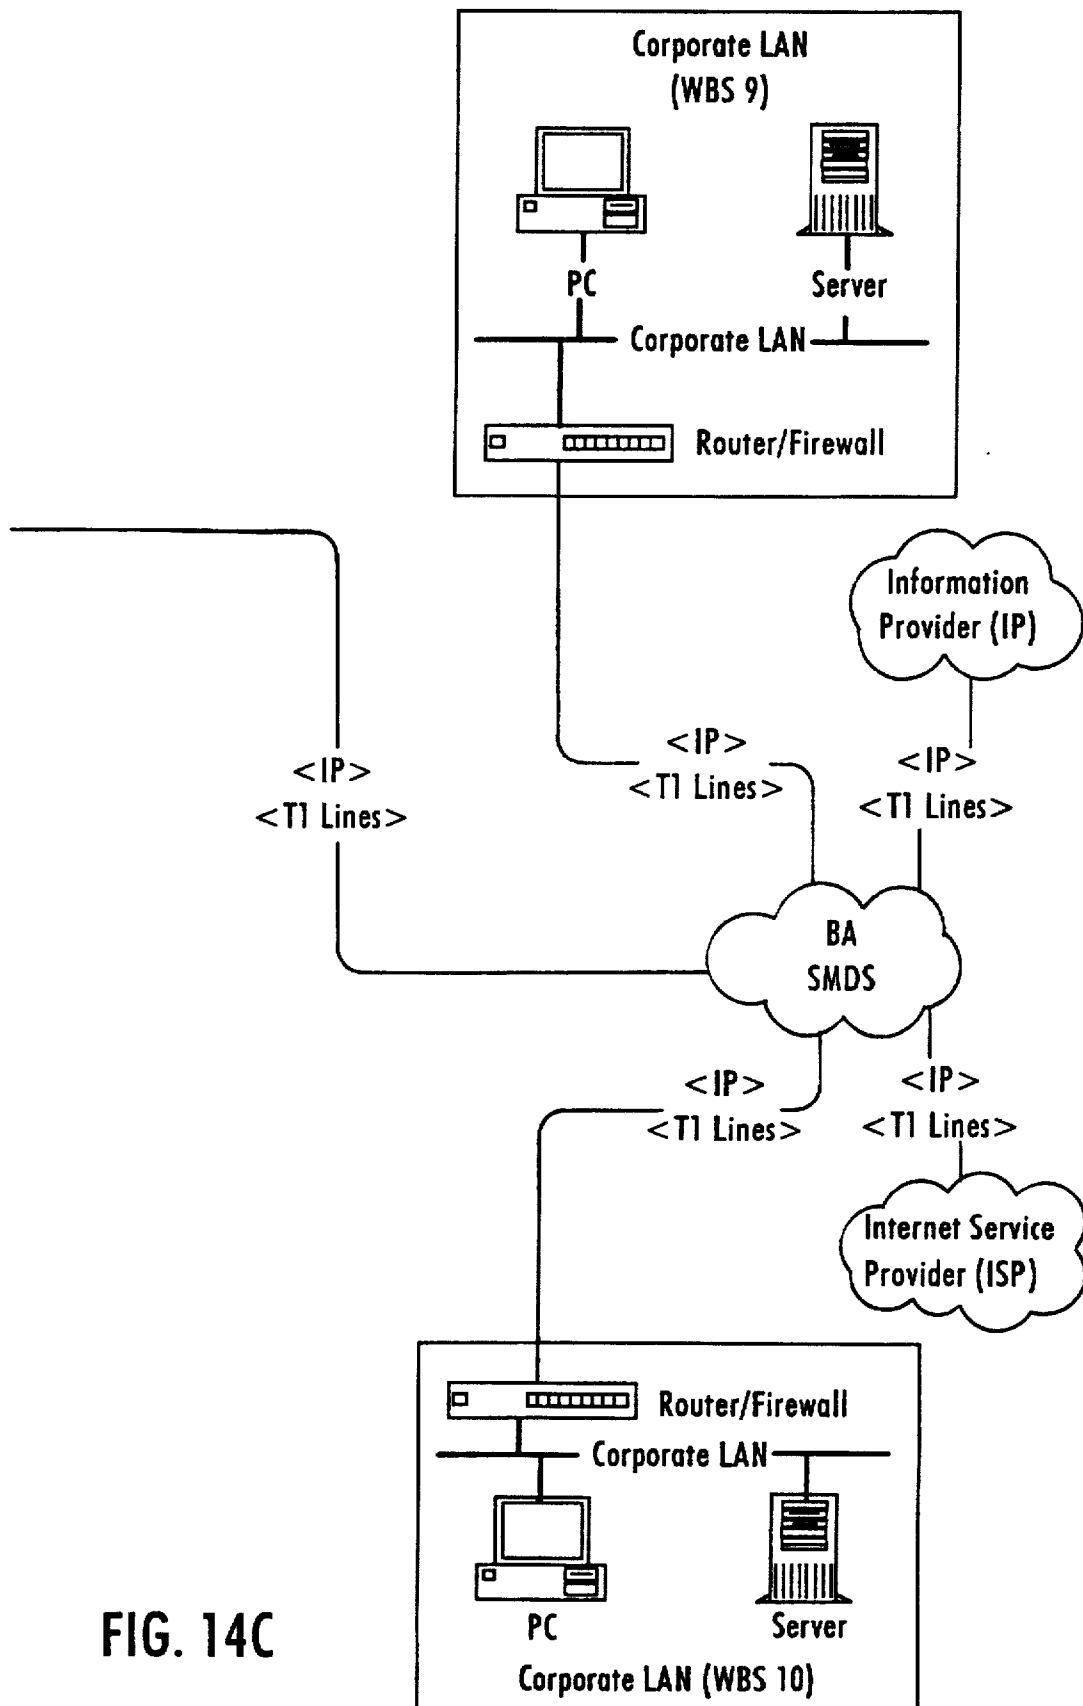 Corporate LAN
(WBS 9)
PC
Server
Corporate LAN
Router/Firewall
Information
Provider (IP)
<IP>
<T1 Lines>
<IP>
<T1 Lines>
<IP>
<T1 Lines>
BA
SMDS
<IP>
<T1 Lines>
<IP>
<T1 Lines>
Internet Service
Provider (ISP)
Router/Firewall
Corporate LAN
PC
Server
Corporate LAN (WBS 10)
FIG. 14C